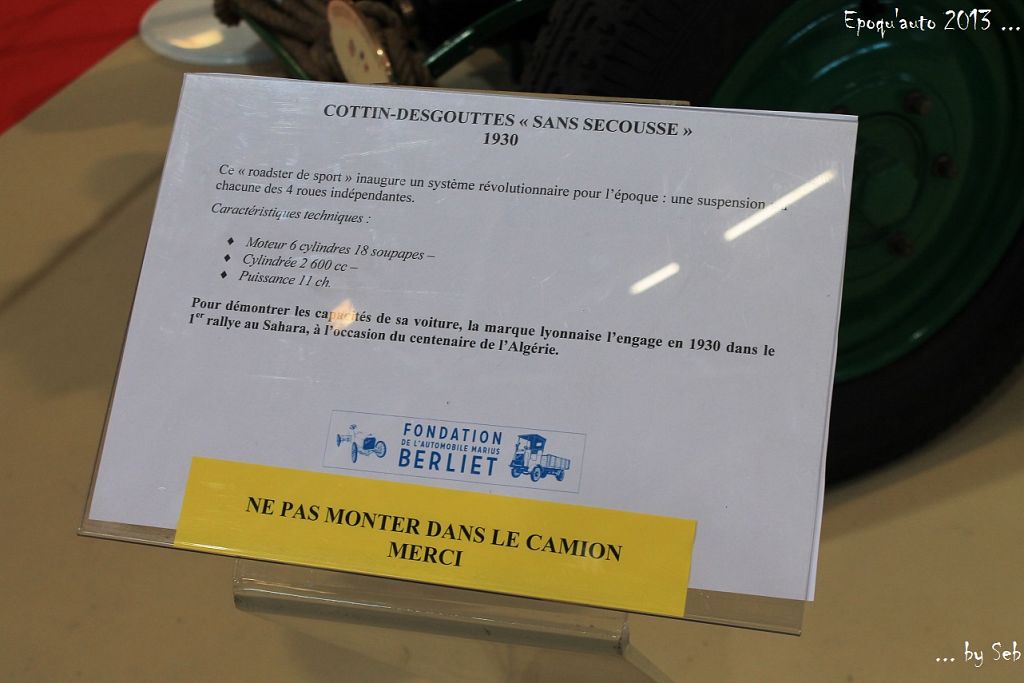 Epoqu'auto 2013 ...
COTTIN-DESGOUTTES « SANS SECOUSSE »
1930
Ce « roadster de sport » inaugure un système révolutionnaire pour l'époque : une suspension
chacune des 4 roues indépendantes.
Caractéristiques techniques :
♦ Moteur 6 cylindres 18 soupapes –
♦ Cylindrée 2 600 cc –
♦ Puissance 11 ch.
Pour démontrer les capacités de sa voiture, la marque lyonnaise l'engage en 1930 dans le
1er rallye au Sahara, à l'occasion du centenaire de l'Algérie.
FONDATION
DE L'AUTOMOBILE MARIUS
BERLIET
NE PAS MONTER DANS LE CAMION
MERCI
... by Seb